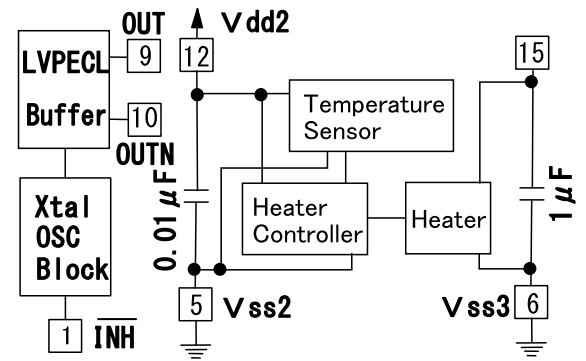 OUT
Vdd2
LVPECL
Buffer
9
12
15
10
OUTN
Temperature
Sensor
0.01μF
Xtal
OSC
Block
Heater
Controller
Heater
1μF
5
Vss2
Vss3
6
1
INH